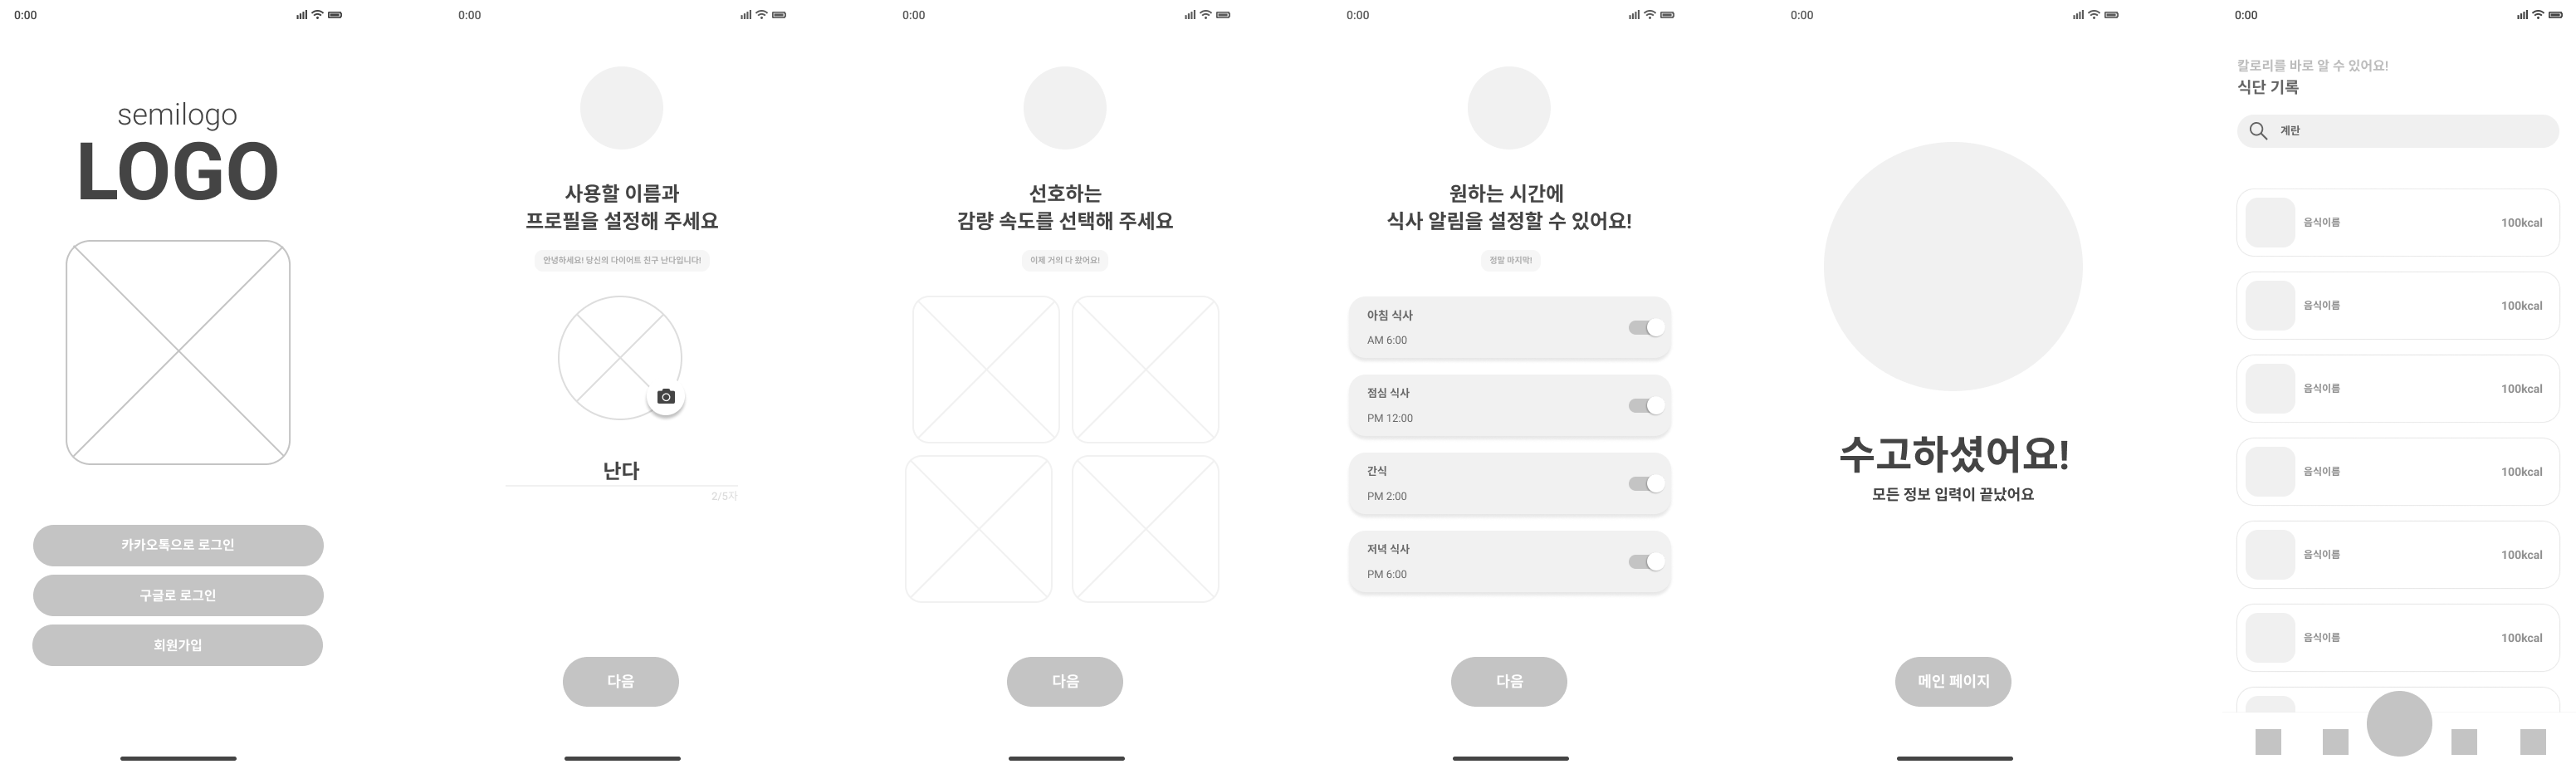 0:00
semilogo
LOGO
카카오톡으로 로그인
구글로 로그인
회원가입
0:00
사용할 이름과
프로필을 설정해 주세요
안녕하세요! 당신의 다이어트 친구 난다입니다!
난다
2/5자
다음
0:00
선호하는
감량 속도를 선택해 주세요
이제 거의 다 왔어요!
다음
0:00
원하는 시간에
식사 알림을 설정할 수 있어요!
정말 마지막!
아침 식사
AM 6:00
점심 식사
PM 12:00
간식
PM 2:00
저녁 식사
PM 6:00
다음
0:00
수고하셨어요!
모든 정보 입력이 끝났어요
메인 페이지
0:00
칼로리를 바로 알 수 있어요!
식단 기록
계란
음식이름 100kcal
음식이름 100kcal
음식이름 100kcal
음식이름 100kcal
음식이름 100kcal
음식이름 100kcal